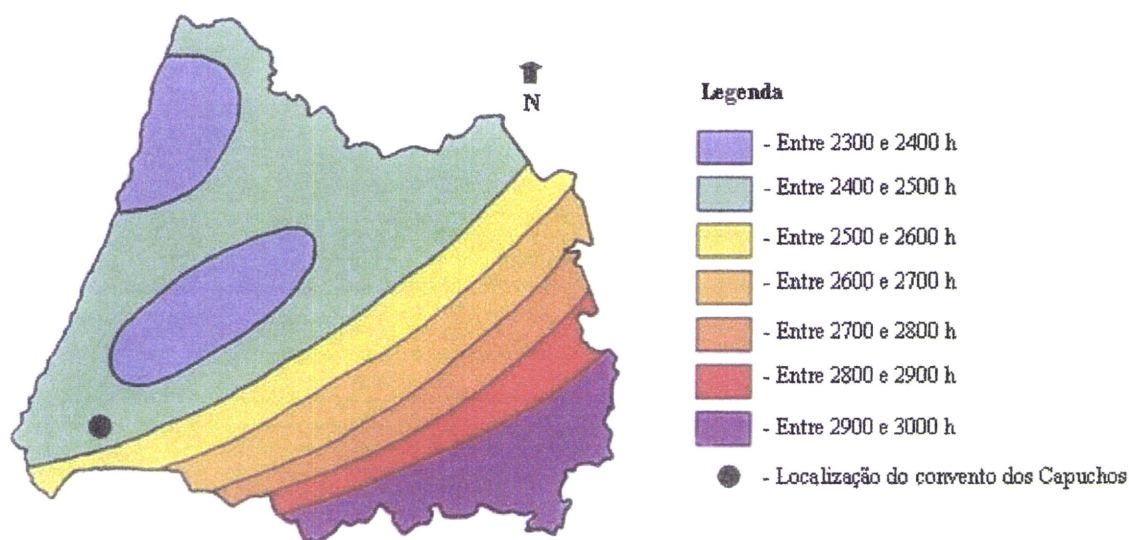 N
Legenda
- Entre 2300 e 2400 h
- Entre 2400 e 2500 h
- Entre 2500 e 2600 h
- Entre 2600 e 2700 h
- Entre 2700 e 2800 h
- Entre 2800 e 2900 h
- Entre 2900 e 3000 h
- Localização do convento dos Capuchos